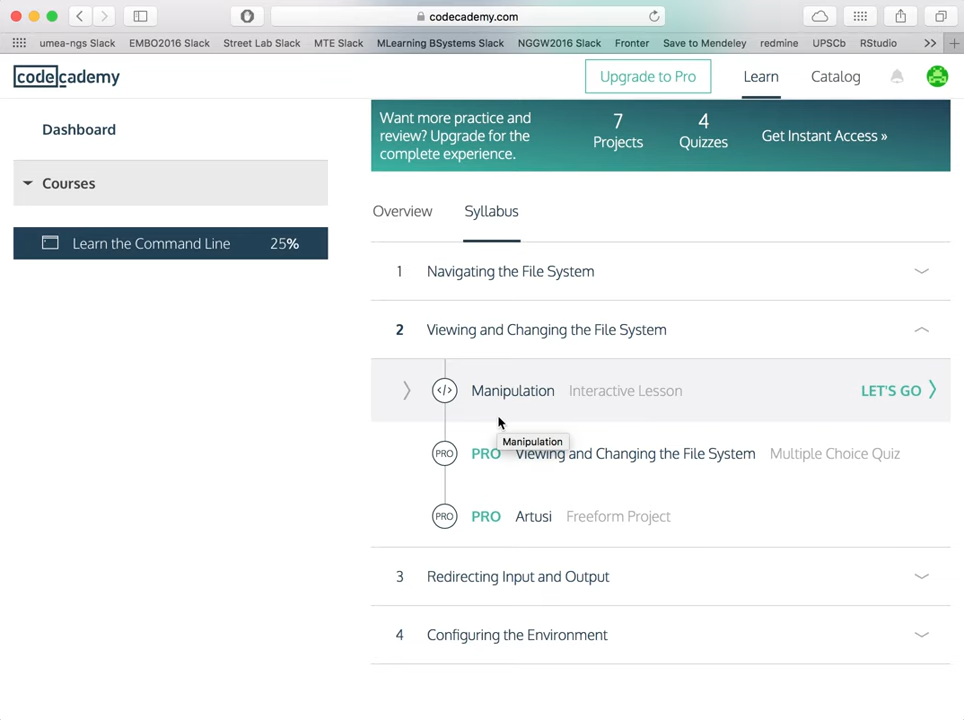 codecademy.com
umea-ngs Slack EMBO2016 Slack Street Lab Slack MTE Slack MLearning BSystems Slack NGGW2016 Slack Fronter Save to Mendeley redmine UPSCb RStudio
codecademy
Upgrade to Pro
Learn
Catalog
Dashboard
Courses
Learn the Command Line 25%
Want more practice and
review? Upgrade for the
complete experience.
7
Projects
4
Quizzes
Get Instant Access »
Overview
Syllabus
1 Navigating the File System
2 Viewing and Changing the File System
</> Manipulation Interactive Lesson LET'S GO
Manipulation
PRO PRO Viewing and Changing the File System Multiple Choice Quiz
PRO PRO Artusi Freeform Project
3 Redirecting Input and Output
4 Configuring the Environment